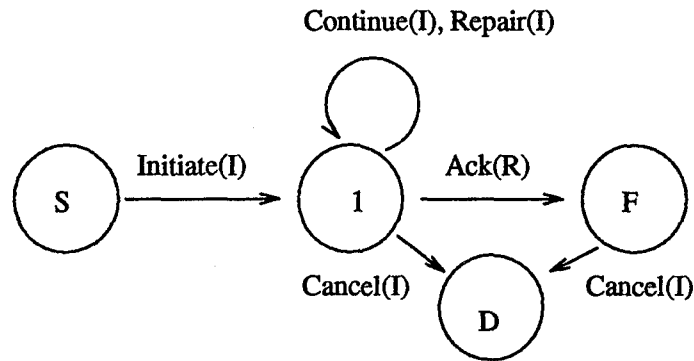 Continue(I), Repair(I)
Initiate(I)
Ack(R)
S
1
F
Cancel(I)
Cancel(I)
D